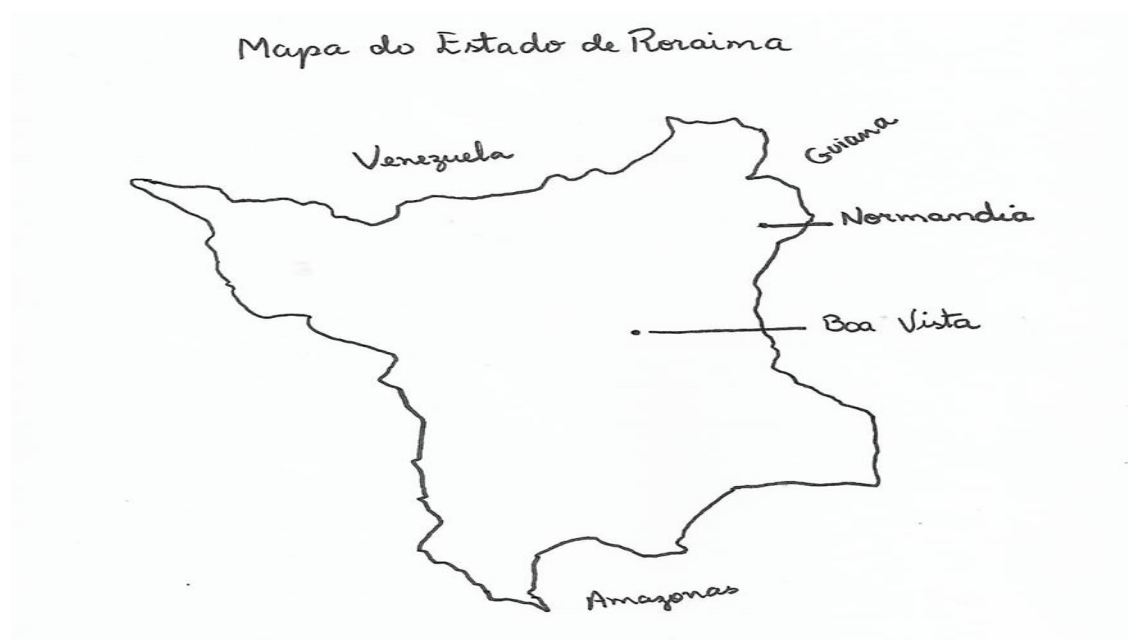 Mapa do Estado de Roraima
Guiana
Venezuela
Normandia
Boa Vista
Amazonas